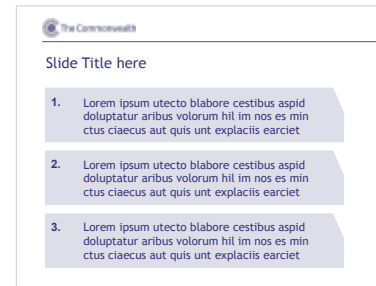 The Commonwealth
Slide Title here
1. Lorem ipsum utecto blabore cestibus aspid
doluptatur aribus volorum hil im nos es min
ctus ciaecus aut quis unt explaciis earciet
2. Lorem ipsum utecto blabore cestibus aspid
doluptatur aribus volorum hil im nos es min
ctus ciaecus aut quis unt explaciis earciet
3. Lorem ipsum utecto blabore cestibus aspid
doluptatur aribus volorum hil im nos es min
ctus ciaecus aut quis unt explaciis earciet